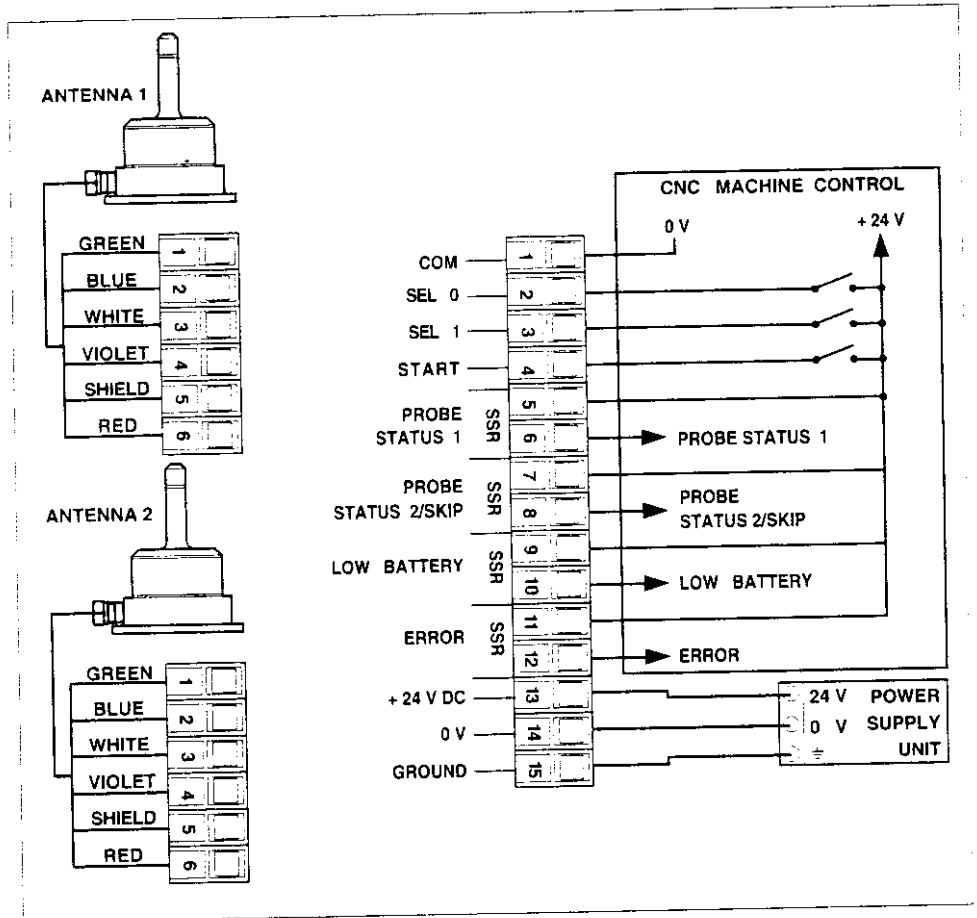 ANTENNA 1
GREEN 1
BLUE 2
WHITE 3
VIOLET 4
SHIELD 5
RED 6
ANTENNA 2
GREEN 1
BLUE 2
WHITE 3
VIOLET 4
SHIELD 5
RED 6
CNC MACHINE CONTROL
0 V
+ 24 V
COM 1
SEL 0 2
SEL 1 3
START 4
PROBE
STATUS 1
SSR
5
6
PROBE STATUS 1
PROBE
STATUS 2/SKIP
SSR
7
8
PROBE
STATUS 2/SKIP
LOW BATTERY
SSR
9
10
LOW BATTERY
ERROR
SSR
11
12
ERROR
+ 24 V DC 13
0 V 14
GROUND 15
24 V POWER
0 V SUPPLY
UNIT